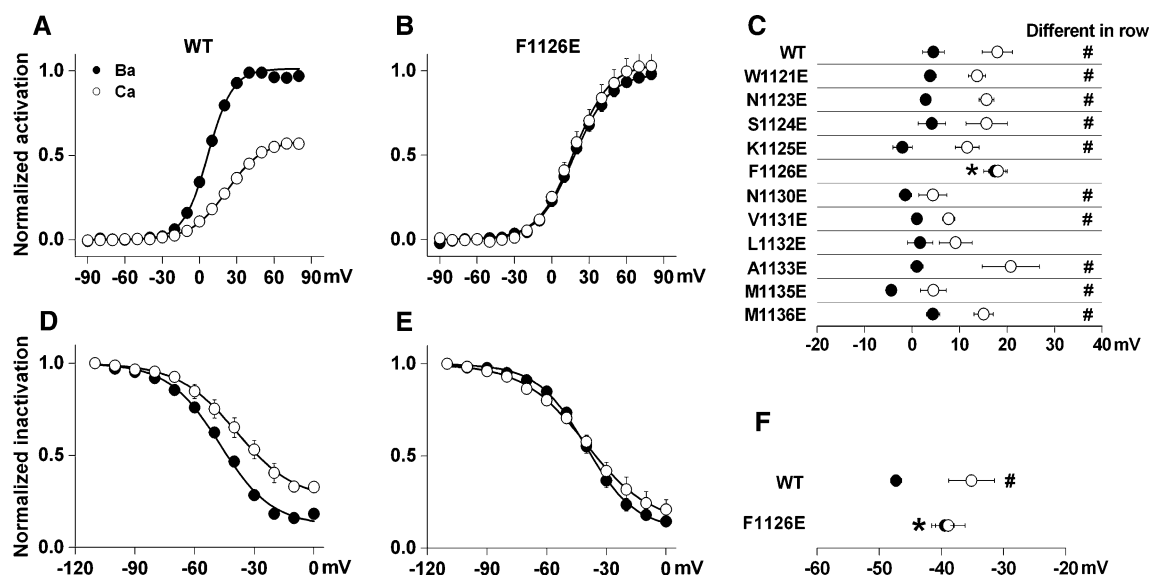 A
WT
Ba
Ca
Normalized activation
1.0
0.5
0.0
-90 -60 -30 0 30 60 90 mV
B
F1126E
1.0
0.5
0.0
-90 -60 -30 0 30 60 90 mV
C
Different in row
WT #
W1121E #
N1123E #
S1124E #
K1125E #
F1126E *
N1130E #
V1131E #
L1132E
A1133E #
M1135E #
M1136E #
-20 -10 0 10 20 30 40 mV
D
Normalized inactivation
1.0
0.5
0.0
-120 -90 -60 -30 0 mV
E
1.0
0.5
0.0
-120 -90 -60 -30 0 mV
F
WT #
F1126E *
-60 -50 -40 -30 -20 mV